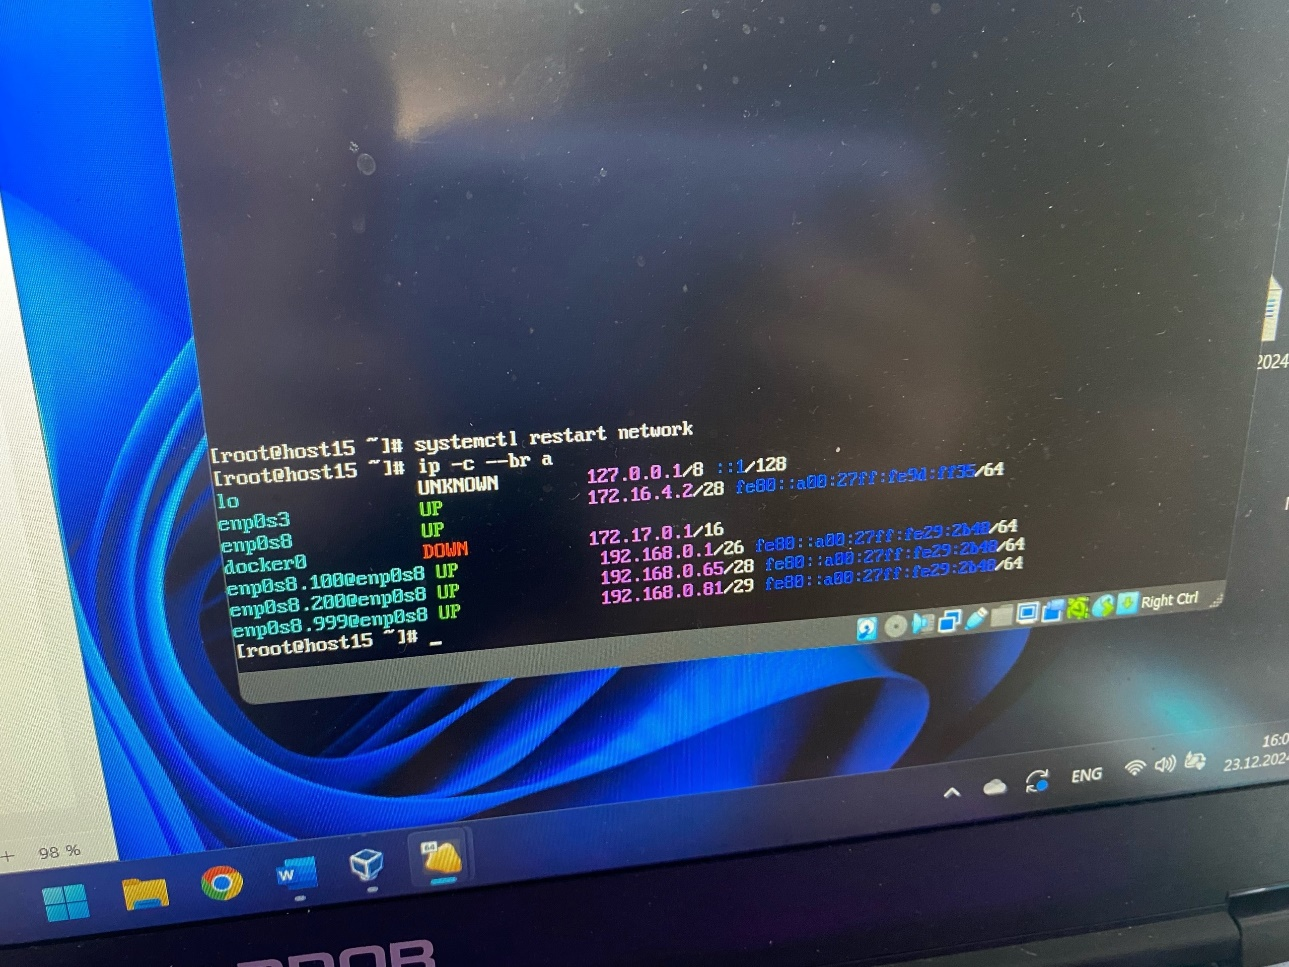 [root@host15 ~]# systemctl restart network
[root@host15 ~]# ip -c --br a
lo UNKNOWN 127.0.0.1/8 ::1/128
enp0s3 UP 172.16.4.2/28 fe80::a00:27ff:fe9d:ff35/64
enp0s8 UP
docker0 DOWN 172.17.0.1/16
enp0s8.100@enp0s8 UP 192.168.0.1/26 fe80::a00:27ff:fe29:2b48/64
enp0s8.200@enp0s8 UP 192.168.0.65/28 fe80::a00:27ff:fe29:2b48/64
enp0s8.999@enp0s8 UP 192.168.0.81/29 fe80::a00:27ff:fe29:2b48/64
[root@host15 ~]# _
Right Ctrl
2024
98 %
ENG
16:0
23.12.202
W
64